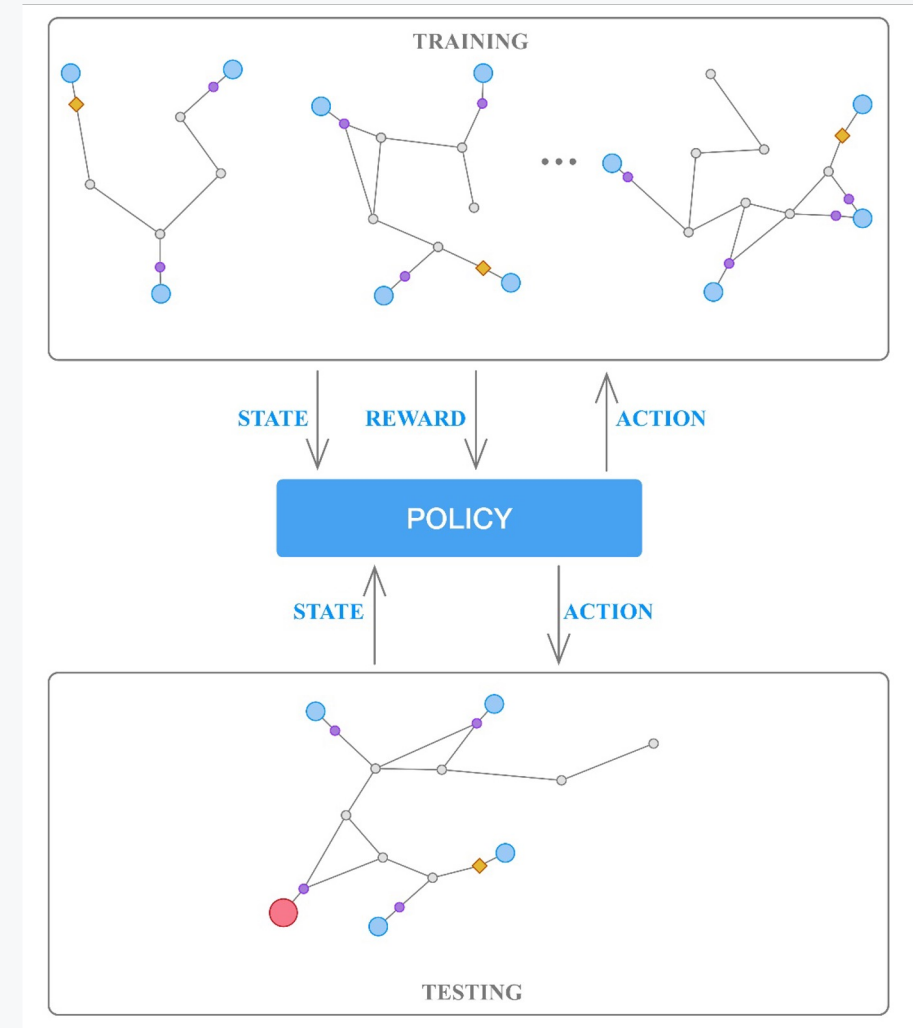 TRAINING
STATE
REWARD
ACTION
POLICY
STATE
ACTION
TESTING